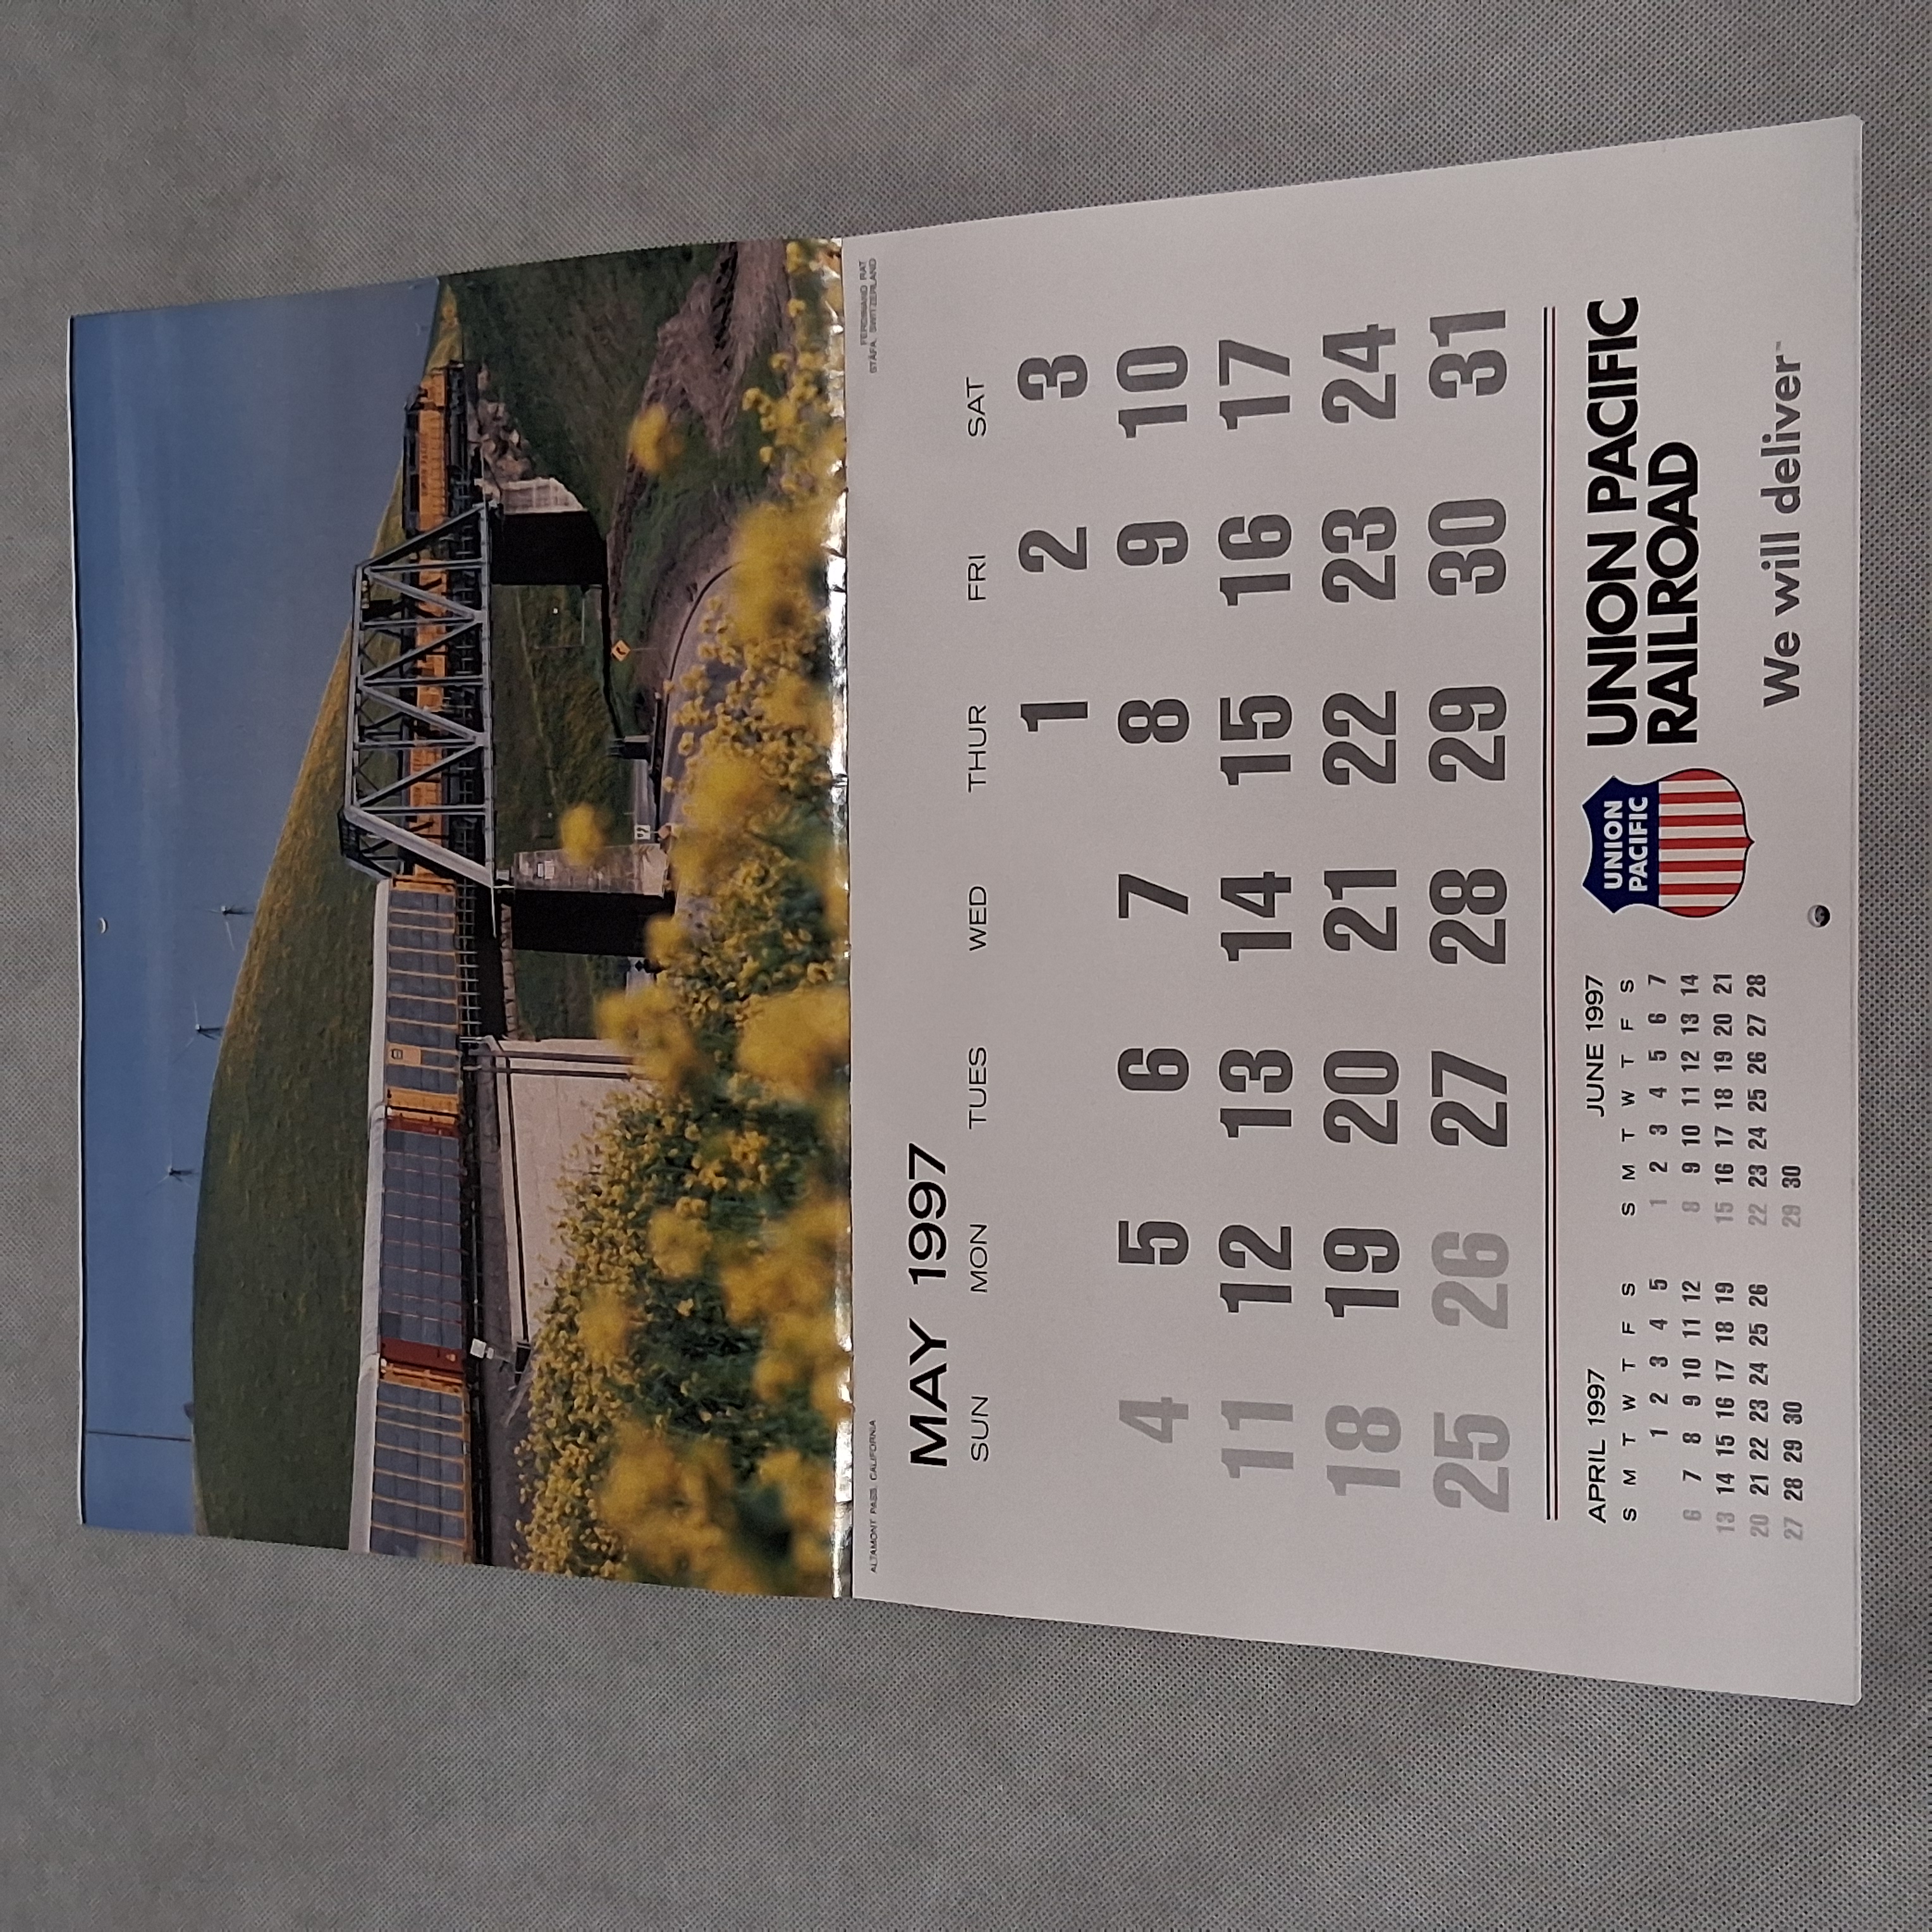 ALTAMONT PASS, CALIFORNIA
FERDINAND RAT
STÄFA, SWITZERLAND
MAY 1997
SUN MON TUES WED THUR FRI SAT
1 2 3
4 5 6 7 8 9 10
11 12 13 14 15 16 17
18 19 20 21 22 23 24
25 26 27 28 29 30 31
APRIL 1997
S M T W T F S
1 2 3 4 5
6 7 8 9 10 11 12
13 14 15 16 17 18 19
20 21 22 23 24 25 26
27 28 29 30
JUNE 1997
S M T W T F S
1 2 3 4 5 6 7
8 9 10 11 12 13 14
15 16 17 18 19 20 21
22 23 24 25 26 27 28
29 30
UNION
PACIFIC
UNION PACIFIC
RAILROAD
We will deliver™